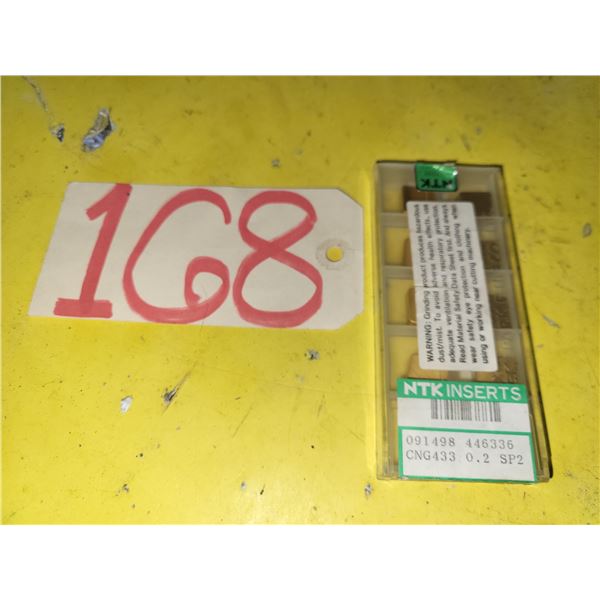 168
NTK
WARNING: Grinding product produces hazardous
dust/mist. To avoid adverse health effects, use
adequate ventilation and respiratory protection.
Read Material Safety Data Sheet first. And always
wear safety eye protection and clothing when
using or working near cutting machinery.
NTK INSERTS
091498 446336
CNG433 0.2 SP2